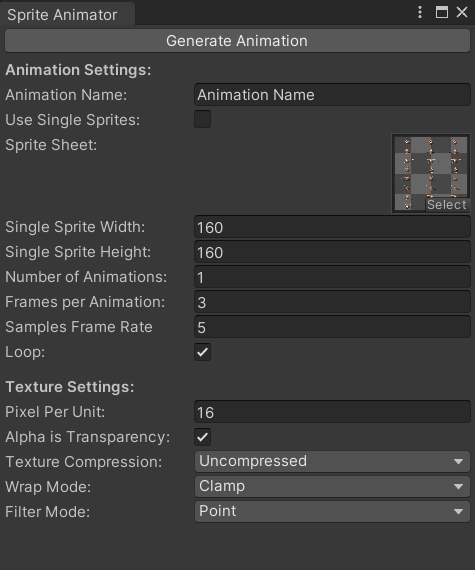 Sprite Animator
Generate Animation
Animation Settings:
Animation Name: Animation Name
Use Single Sprites:
Sprite Sheet:
Select
Single Sprite Width: 160
Single Sprite Height: 160
Number of Animations: 1
Frames per Animation: 3
Samples Frame Rate 5
Loop:
Texture Settings:
Pixel Per Unit: 16
Alpha is Transparency:
Texture Compression: Uncompressed
Wrap Mode: Clamp
Filter Mode: Point